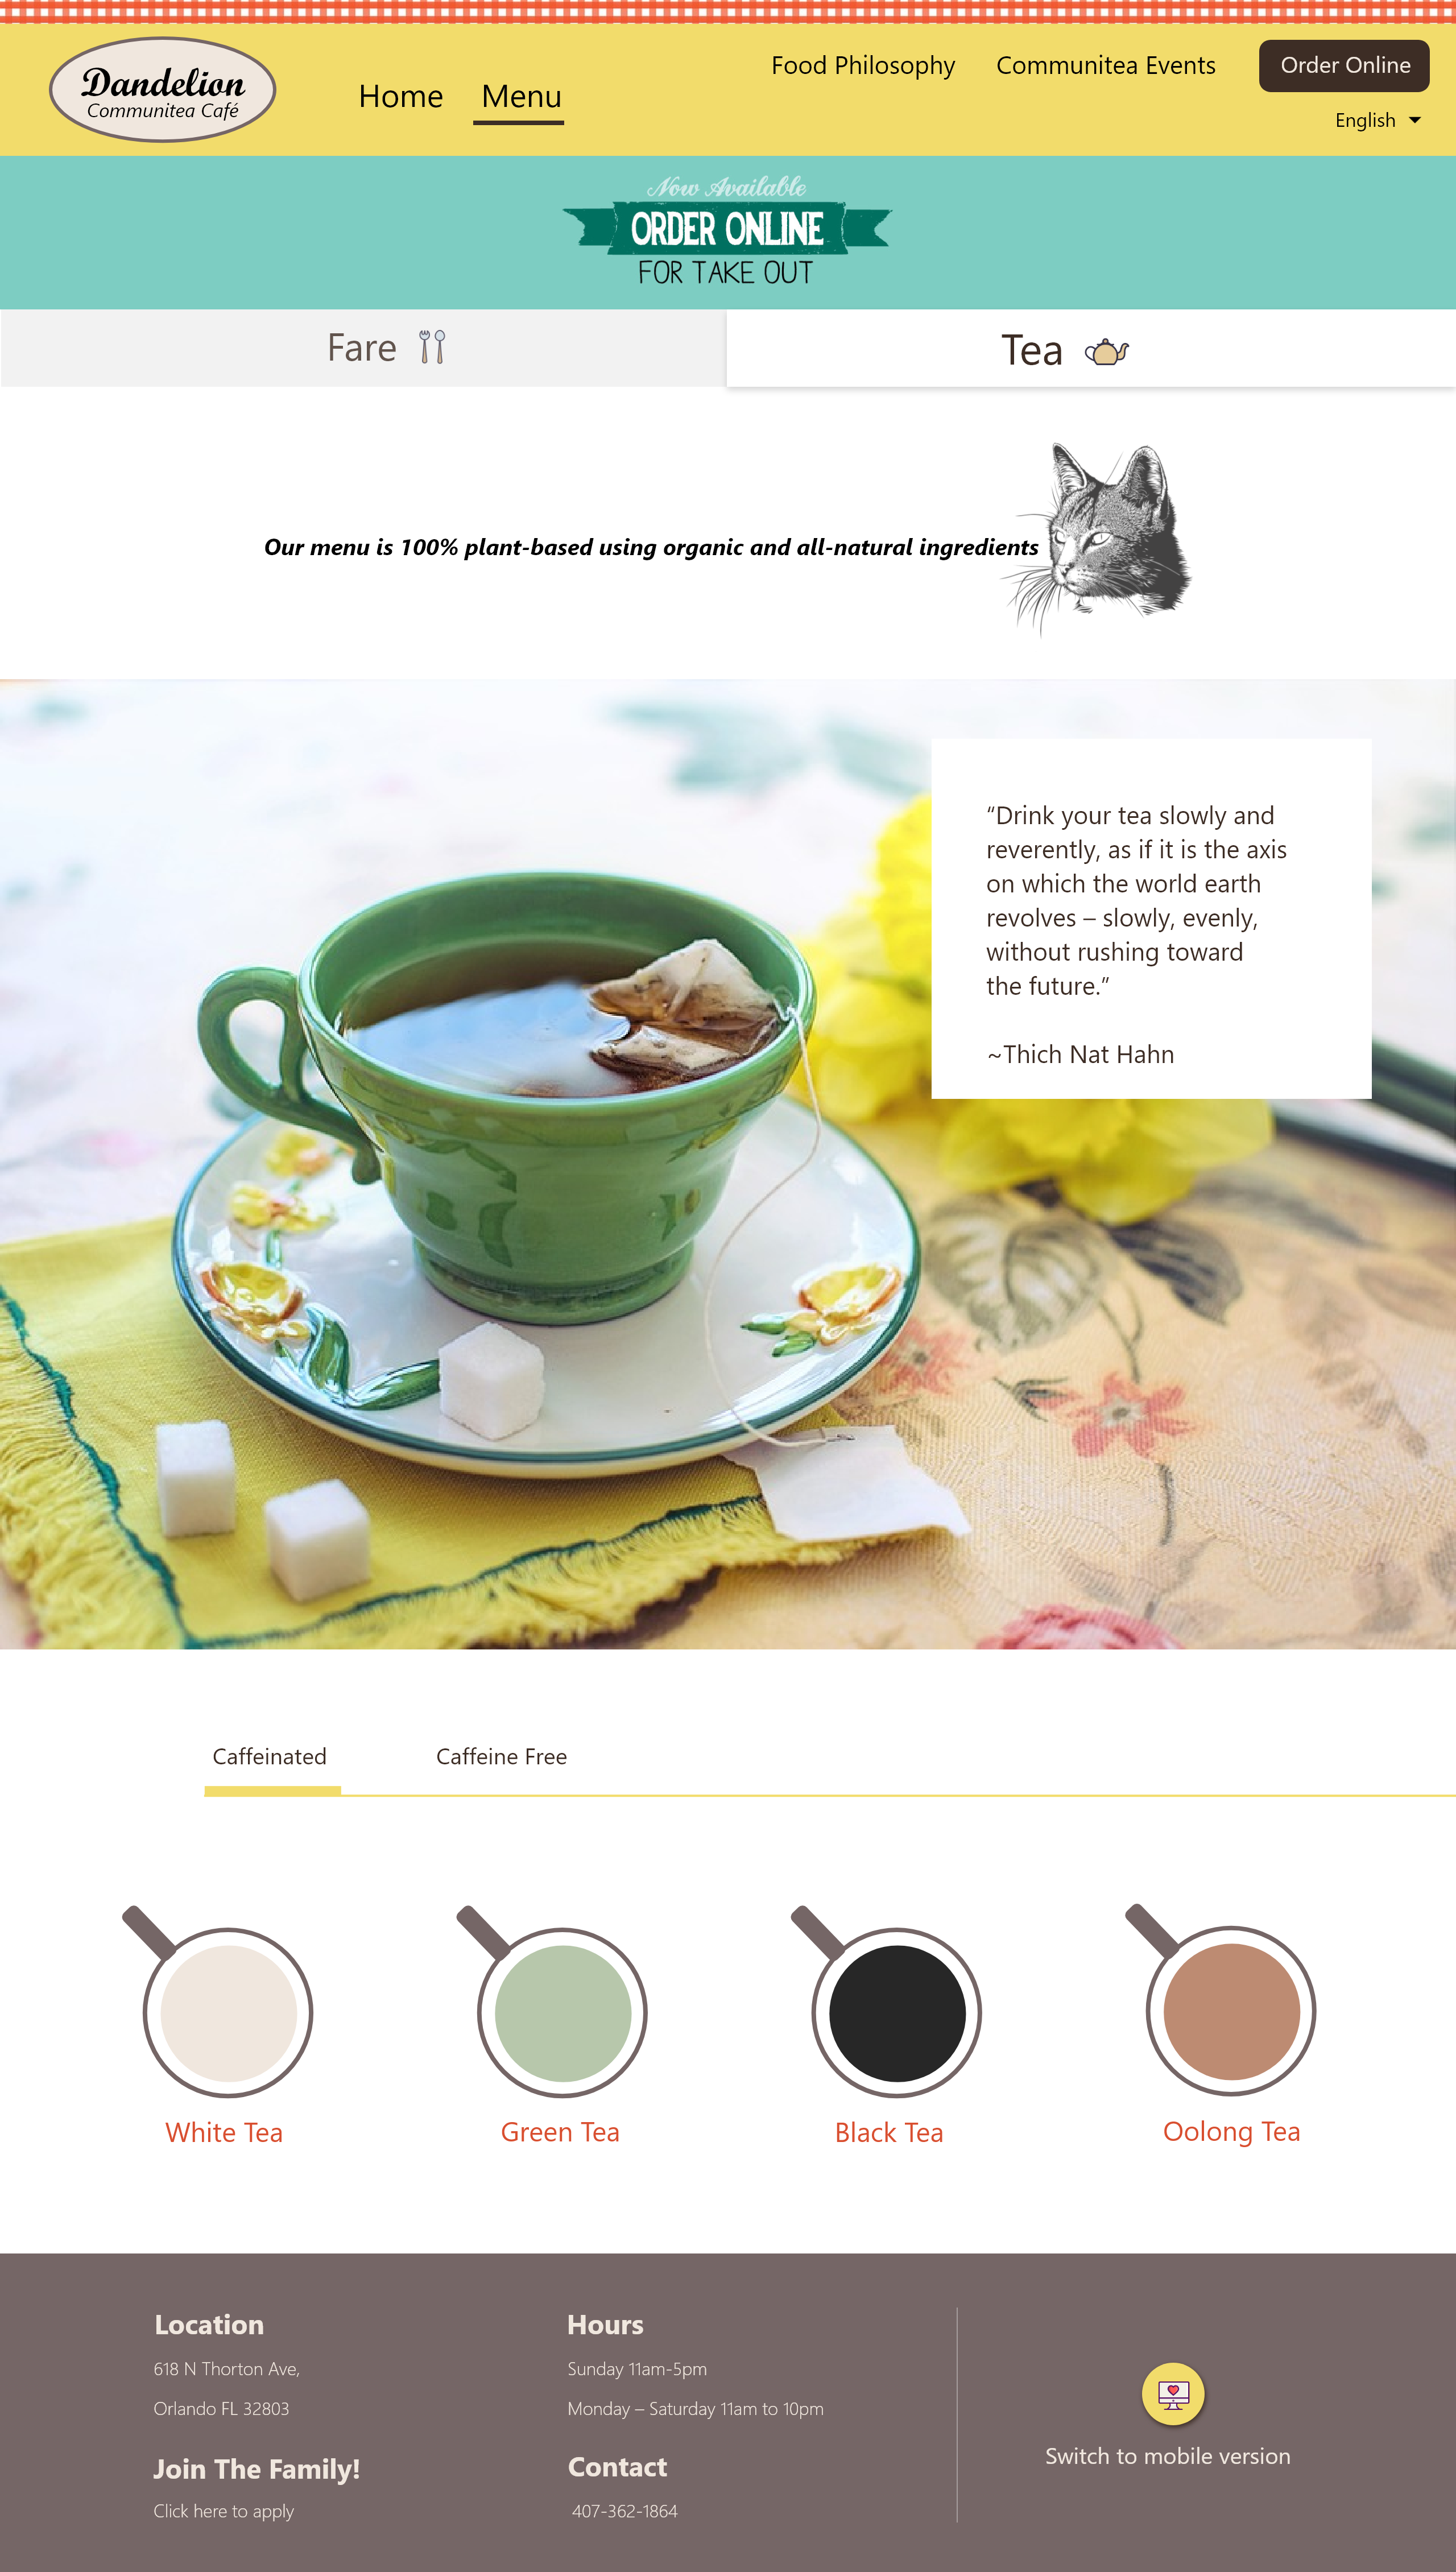 Dandelion
Communitea Café
Home Menu
Food Philosophy Communitea Events Order Online
English
Now Available
ORDER ONLINE
FOR TAKE OUT
Fare Tea
Our menu is 100% plant-based using organic and all-natural ingredients
“Drink your tea slowly and
reverently, as if it is the axis
on which the world earth
revolves – slowly, evenly,
without rushing toward
the future.”
~Thich Nat Hahn
Caffeinated Caffeine Free
White Tea Green Tea Black Tea Oolong Tea
Location
618 N Thorton Ave,
Orlando FL 32803
Join The Family!
Click here to apply
Hours
Sunday 11am-5pm
Monday – Saturday 11am to 10pm
Contact
407-362-1864
Switch to mobile version